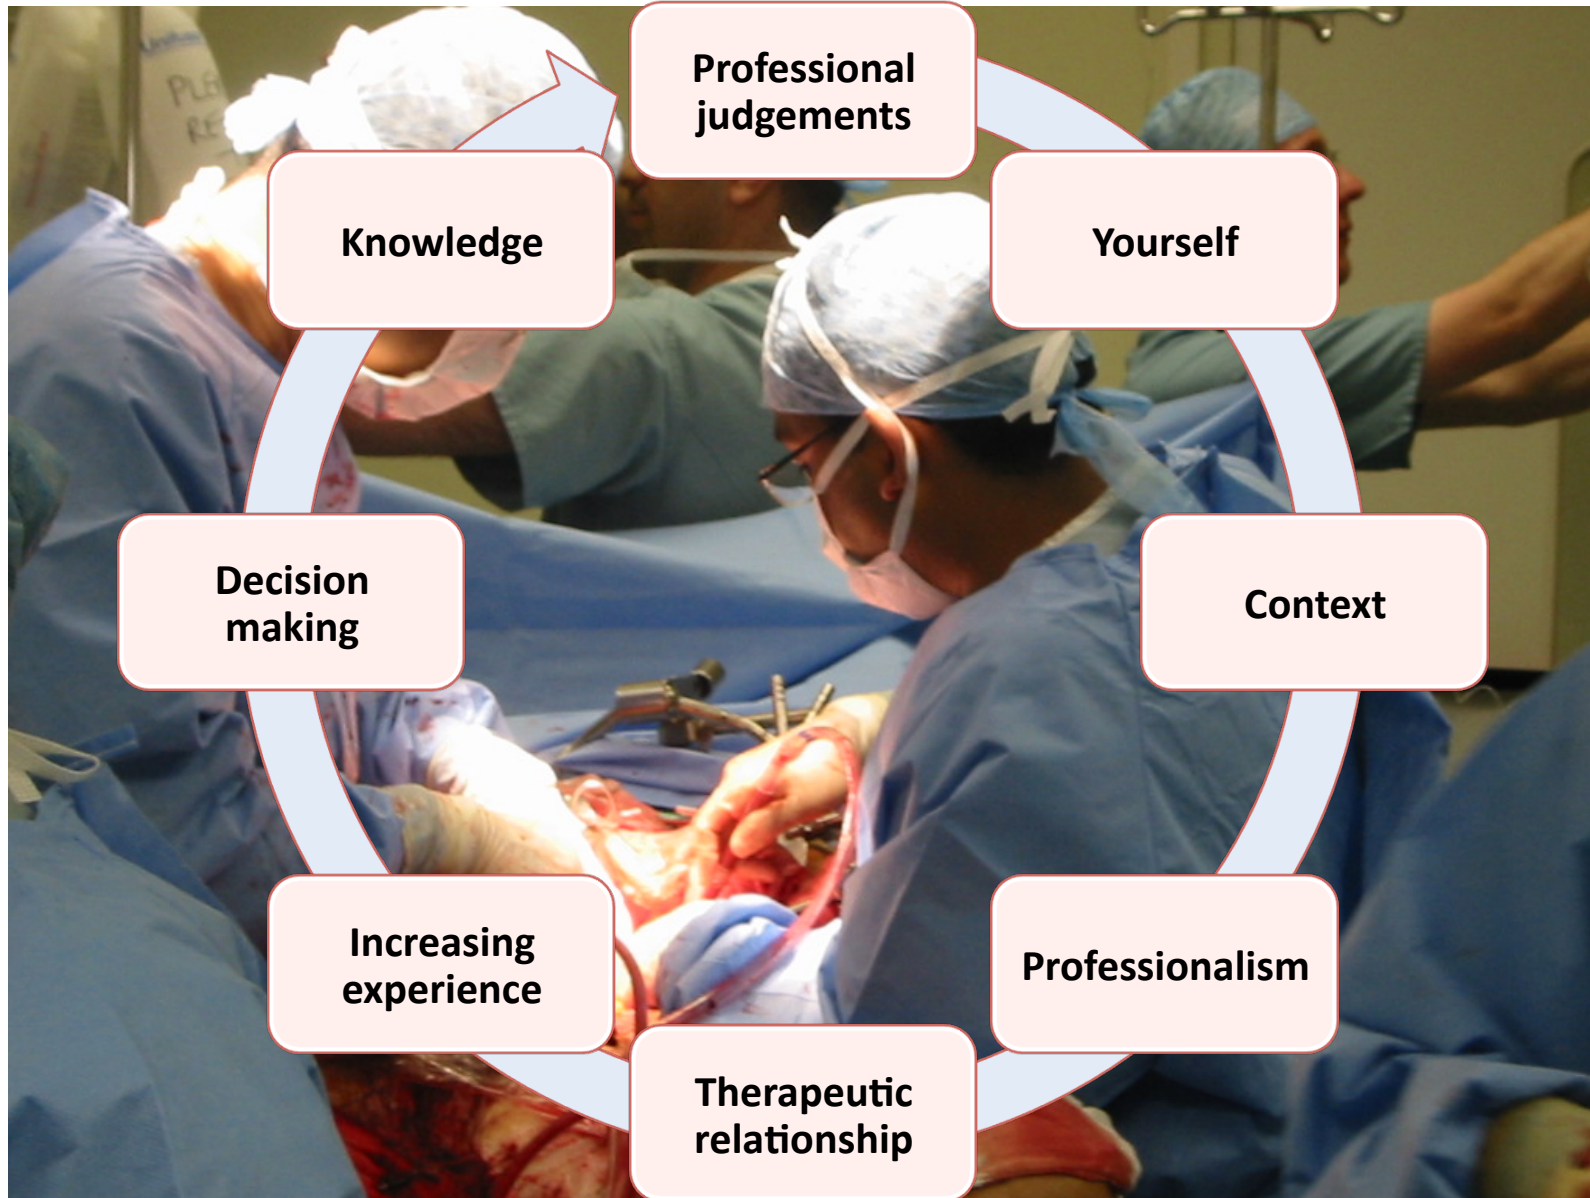 Professional
judgements
Yourself
Context
Professionalism
Therapeutic
relationship
Increasing
experience
Decision
making
Knowledge